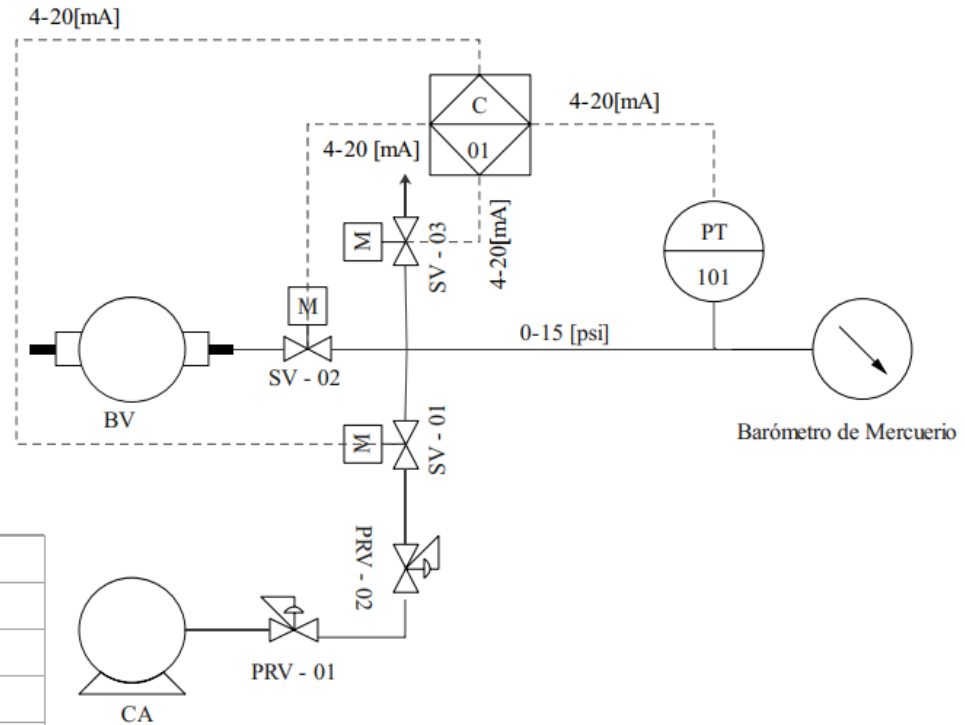 4-20[mA]
C
01
4-20[mA]
4-20 [mA]
4-20[mA]
M
SV - 03
PT
101
M
0-15 [psi]
SV - 02
BV
M
SV - 01
Barómetro de Mercuerio
PRV - 02
PRV - 01
CA